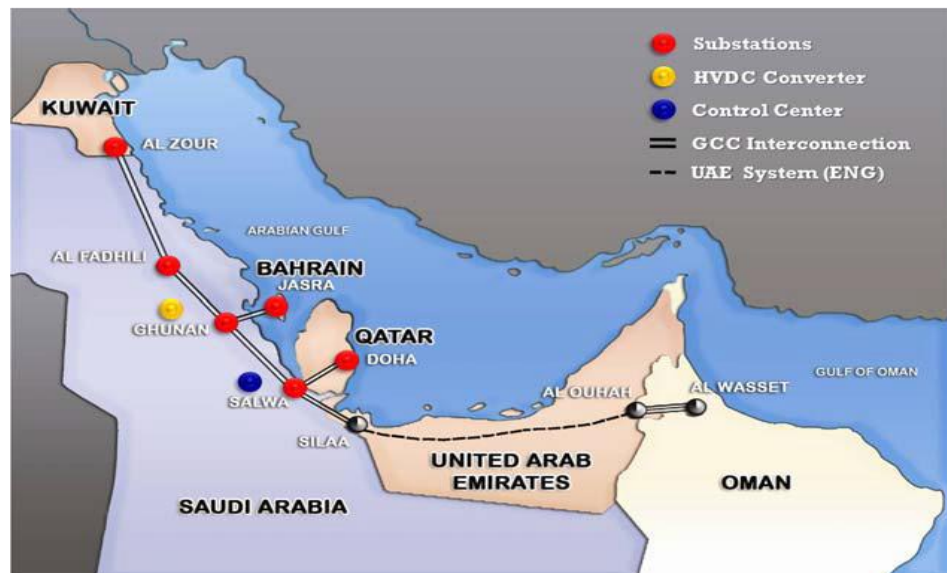 Substations
HVDC Converter
Control Center
GCC Interconnection
UAE System (ENG)
KUWAIT
AL ZOUR
ARABIAN GULF
AL FADHILI
BAHRAIN
JASRA
GHUNAN
QATAR
DOHA
GULF OF OMAN
SALWA
AL OUHAH
AL WASSET
SILAA
UNITED ARAB
EMIRATES
OMAN
SAUDI ARABIA